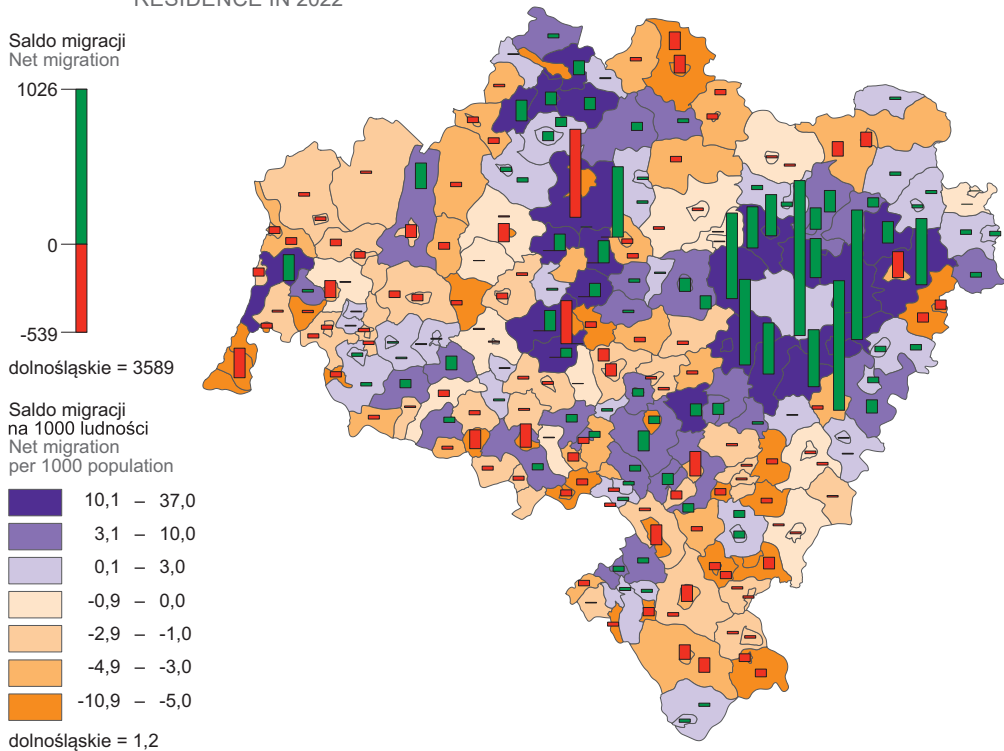 RESIDENCE IN 2022
Saldo migracji
Net migration
1026
0
-539
dolnośląskie = 3589
Saldo migracji
na 1000 ludności
Net migration
per 1000 population
10,1 – 37,0
3,1 – 10,0
0,1 – 3,0
-0,9 – 0,0
-2,9 – -1,0
-4,9 – -3,0
-10,9 – -5,0
dolnośląskie = 1,2